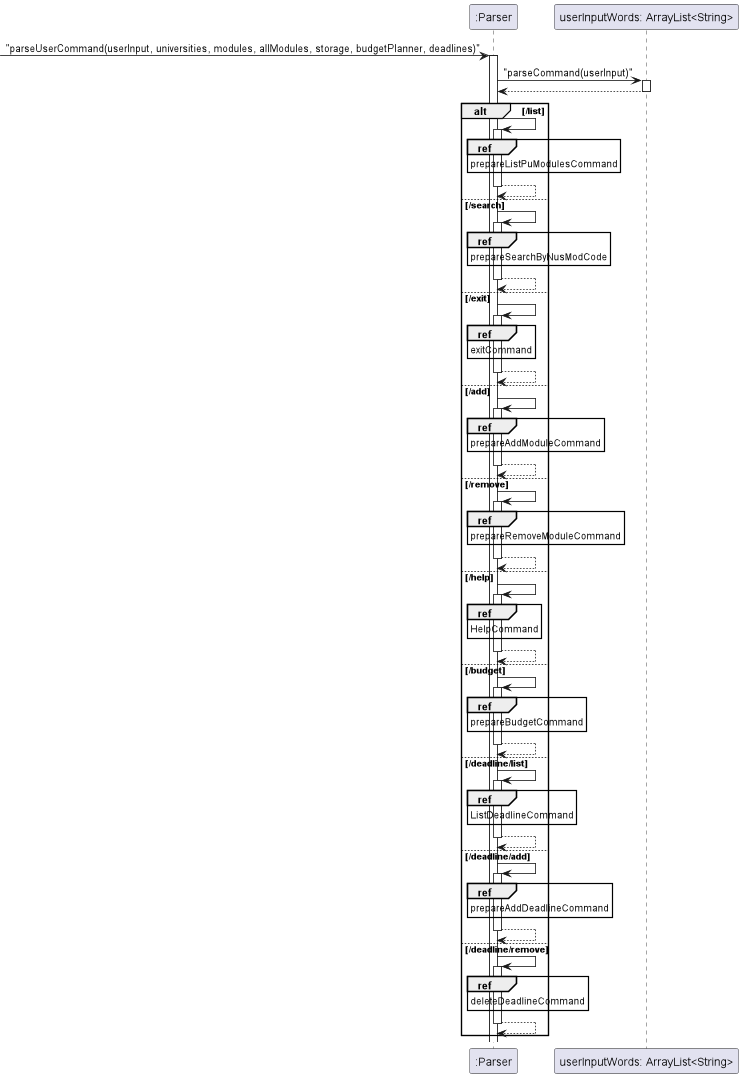 :Parser
userInputWords: ArrayList<String>
"parseUserCommand(userInput, universities, modules, allModules, storage, budgetPlanner, deadlines)"
"parseCommand(userInput)"
alt [/list]
ref
prepareListPuModulesCommand
[/search]
ref
prepareSearchByNusModCode
[/exit]
ref
exitCommand
[/add]
ref
prepareAddModuleCommand
[/remove]
ref
prepareRemoveModuleCommand
[/help]
ref
HelpCommand
[/budget]
ref
prepareBudgetCommand
[/deadline/list]
ref
ListDeadlineCommand
[/deadline/add]
ref
prepareAddDeadlineCommand
[/deadline/remove]
ref
deleteDeadlineCommand
:Parser
userInputWords: ArrayList<String>